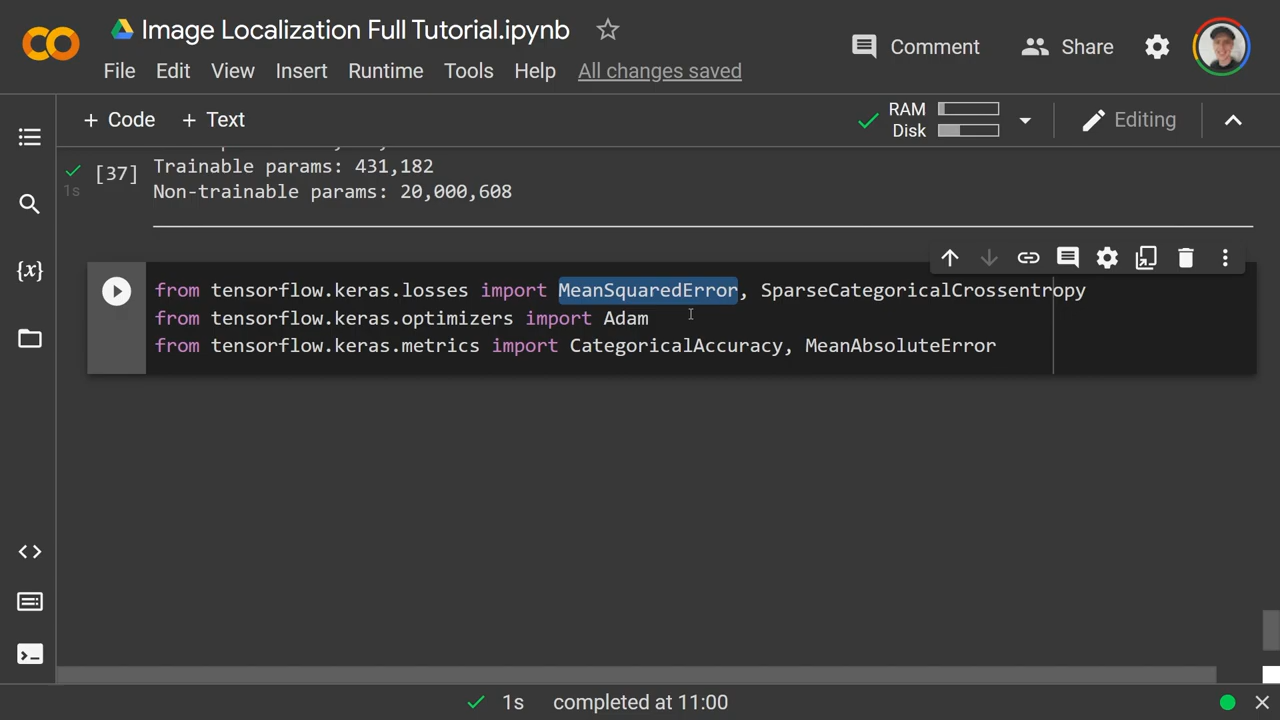 Image Localization Full Tutorial.ipynb
Comment
Share
File Edit View Insert Runtime Tools Help All changes saved
+ Code + Text
RAM
Disk
Editing
[37]
1s
Trainable params: 431,182
Non-trainable params: 20,000,608
from tensorflow.keras.losses import MeanSquaredError, SparseCategoricalCrossentropy
from tensorflow.keras.optimizers import Adam
from tensorflow.keras.metrics import CategoricalAccuracy, MeanAbsoluteError
{x}
1s completed at 11:00